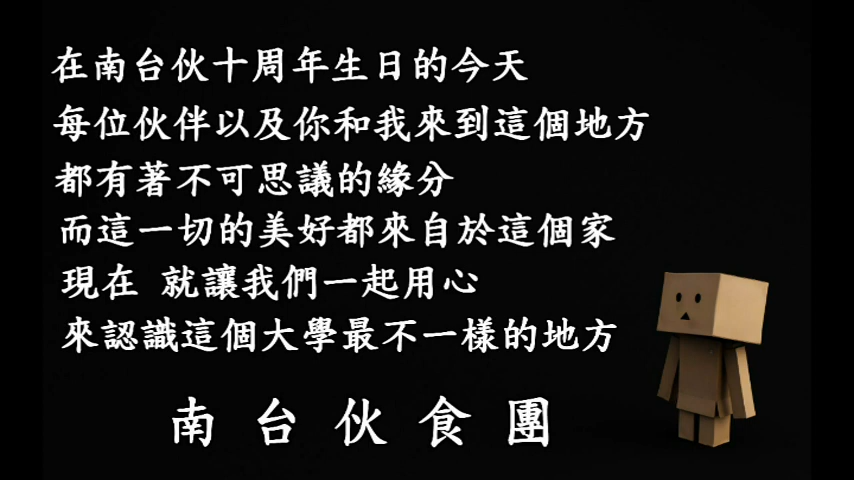 在南台伙十周年生日的今天
每位伙伴以及你和我來到這個地方
都有著不可思議的緣分
而這一切的美好都來自於這個家
現在 就讓我們一起用心
來認識這個大學最不一樣的地方
南台伙食團